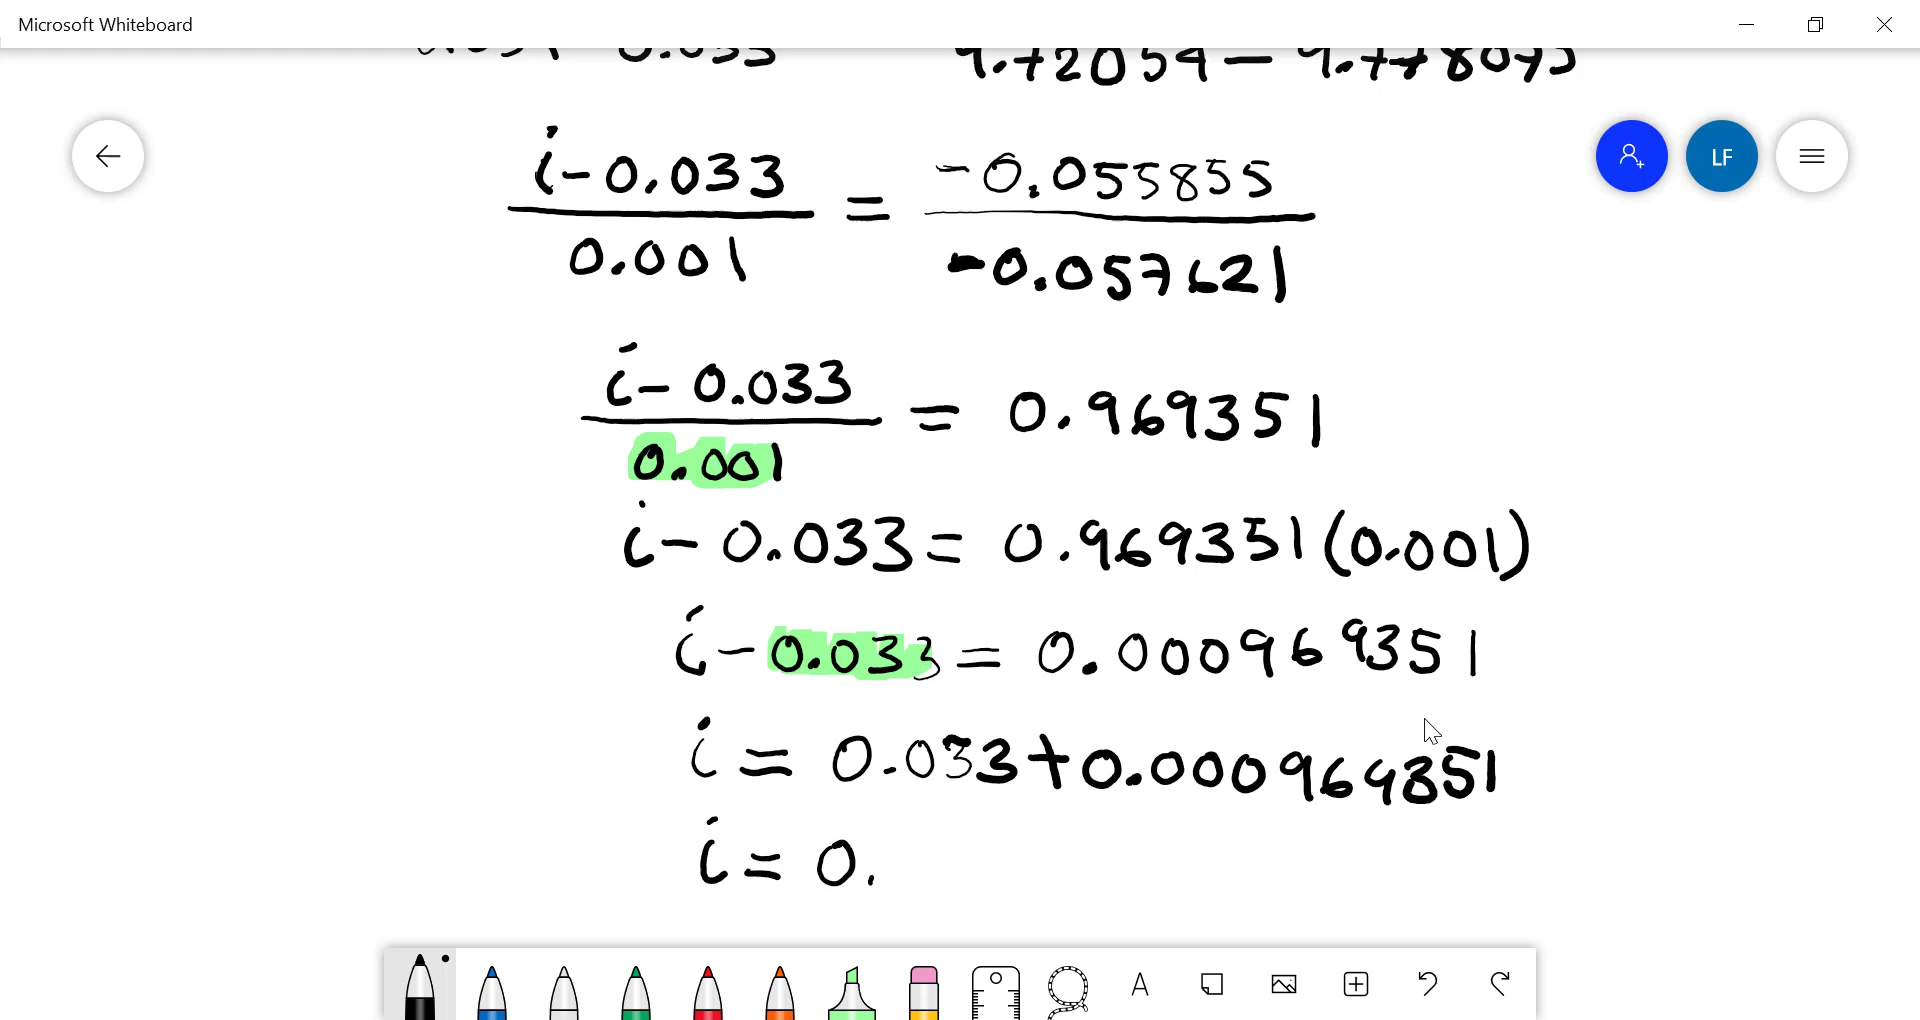 Microsoft Whiteboard
i - 0.033 / 0.001 = -0.055855 / -0.057621
LF
i - 0.033 / 0.001 = 0.969351
i - 0.033 = 0.969351(0.001)
i - 0.033 = 0.000969351
i = 0.033 + 0.000969351
i = 0.
A